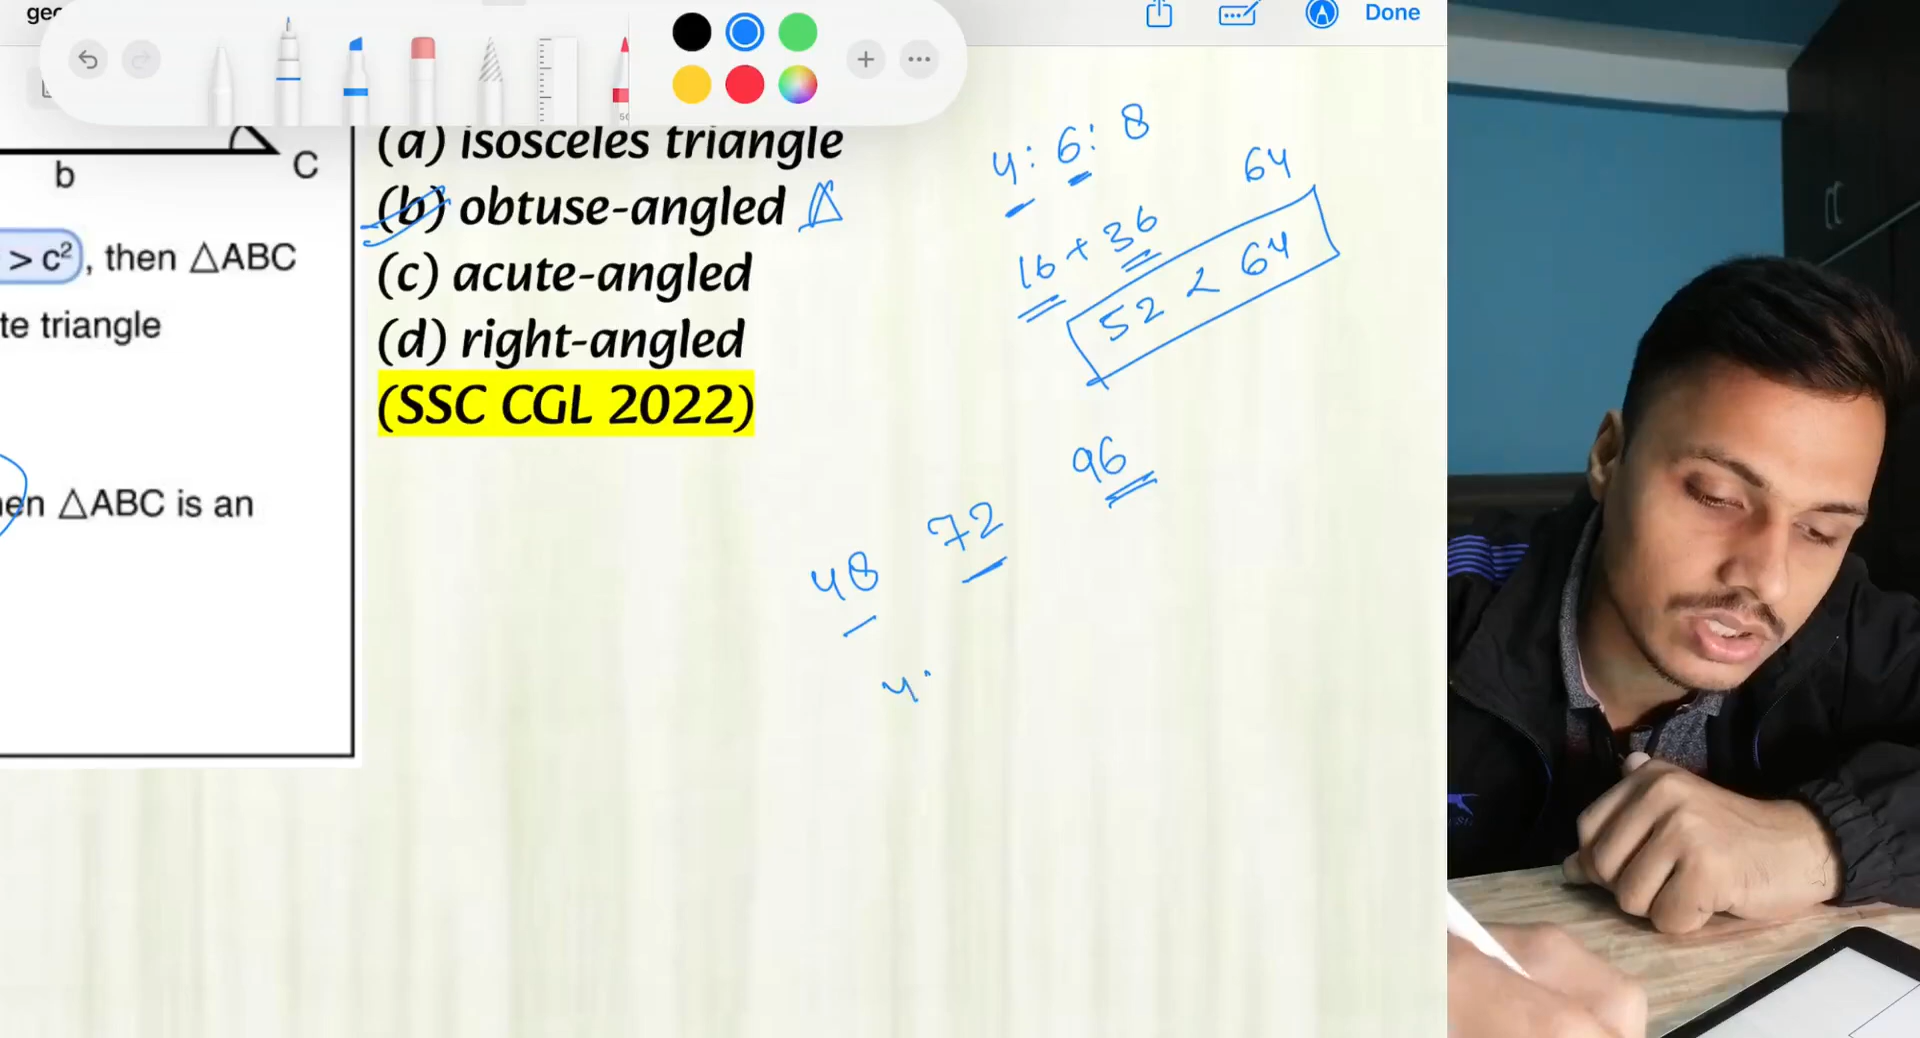 Done
b
C
> c², then △ABC
te triangle
en △ABC is an
(a) isosceles triangle
(b) obtuse-angled △
(c) acute-angled
(d) right-angled
(SSC CGL 2022)
4 : 6 : 8
64
16 + 36
52 < 64
48 72 96
4